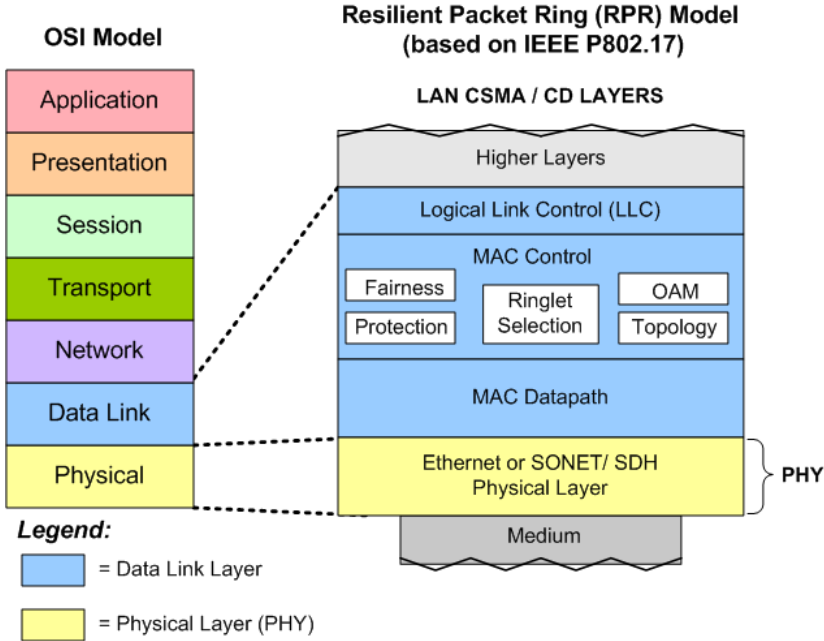 OSI Model
Resilient Packet Ring (RPR) Model
(based on IEEE P802.17)
LAN CSMA / CD LAYERS
Application
Presentation
Session
Transport
Network
Data Link
Physical
Higher Layers
Logical Link Control (LLC)
MAC Control
Fairness
Protection
Ringlet
Selection
OAM
Topology
MAC Datapath
Ethernet or SONET/ SDH
Physical Layer
PHY
Medium
Legend:
= Data Link Layer
= Physical Layer (PHY)